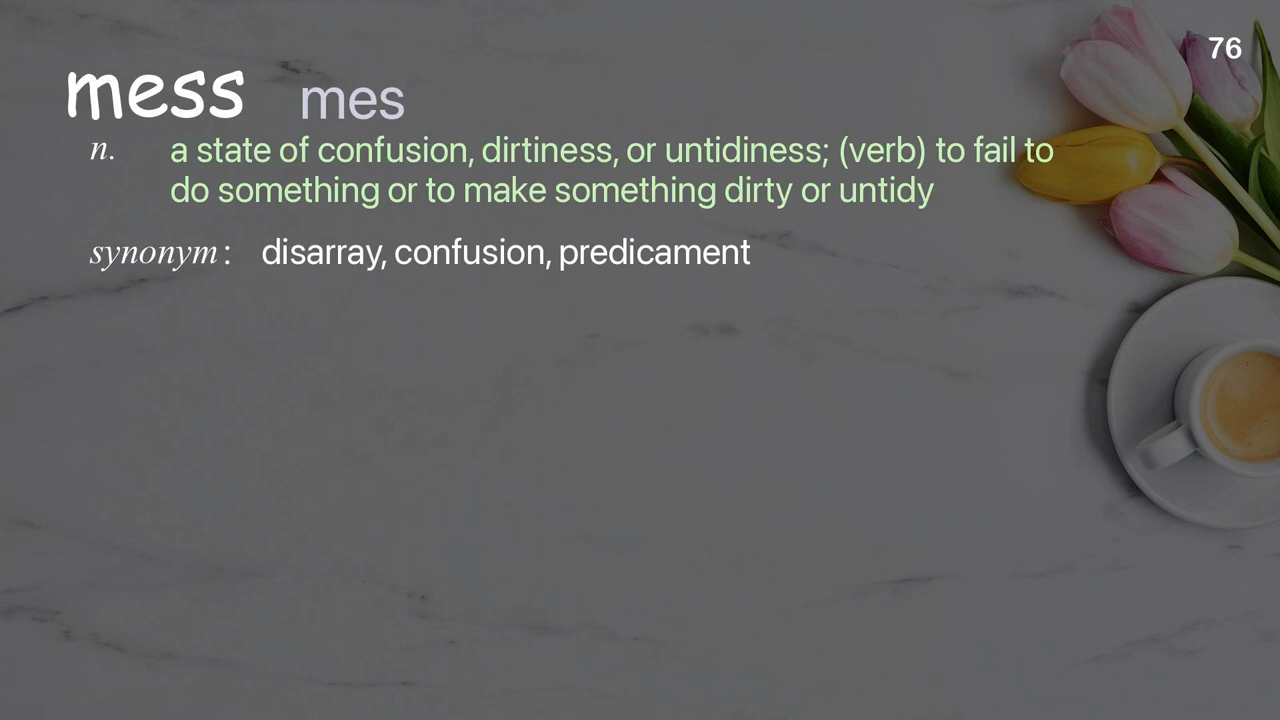 76
mess mes
n. a state of confusion, dirtiness, or untidiness; (verb) to fail to
do something or to make something dirty or untidy
synonym: disarray, confusion, predicament